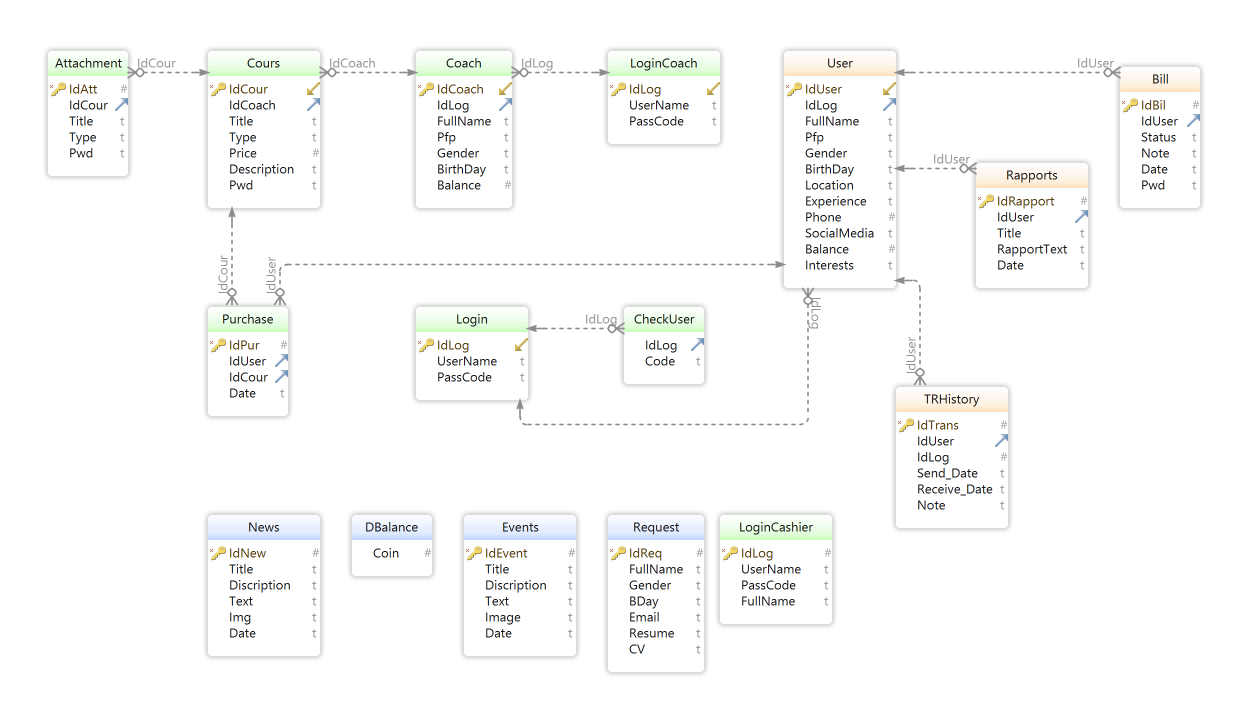 Attachment
IdAtt #
IdCour
Title t
Type t
Pwd t
IdCour
Cours
IdCour
IdCoach
Title t
Type t
Price #
Description t
Pwd t
IdCoach
Coach
IdCoach
IdLog
FullName t
Pfp t
Gender t
BirthDay t
Balance #
IdLog
LoginCoach
IdLog
UserName t
PassCode t
User
IdUser
IdLog
FullName t
Pfp t
Gender t
BirthDay t
Location t
Experience t
Phone #
SocialMedia t
Balance #
Interests t
IdUser
Bill
IdBil #
IdUser
Status t
Note t
Date t
Pwd t
IdUser
Rapports
IdRapport #
IdUser
Title t
RapportText t
Date t
IdCour
IdUser
Purchase
IdPur #
IdUser
IdCour
Date t
Login
IdLog
UserName t
PassCode t
IdLog
CheckUser
IdLog
Code t
IdLog
IdUser
TRHistory
IdTrans #
IdUser
IdLog #
Send_Date t
Receive_Date t
Note t
News
IdNew #
Title t
Discription t
Text t
Img t
Date t
DBalance
Coin #
Events
IdEvent #
Title t
Discription t
Text t
Image t
Date t
Request
IdReq #
FullName t
Gender t
BDay t
Email t
Resume t
CV t
LoginCashier
IdLog #
UserName t
PassCode t
FullName t